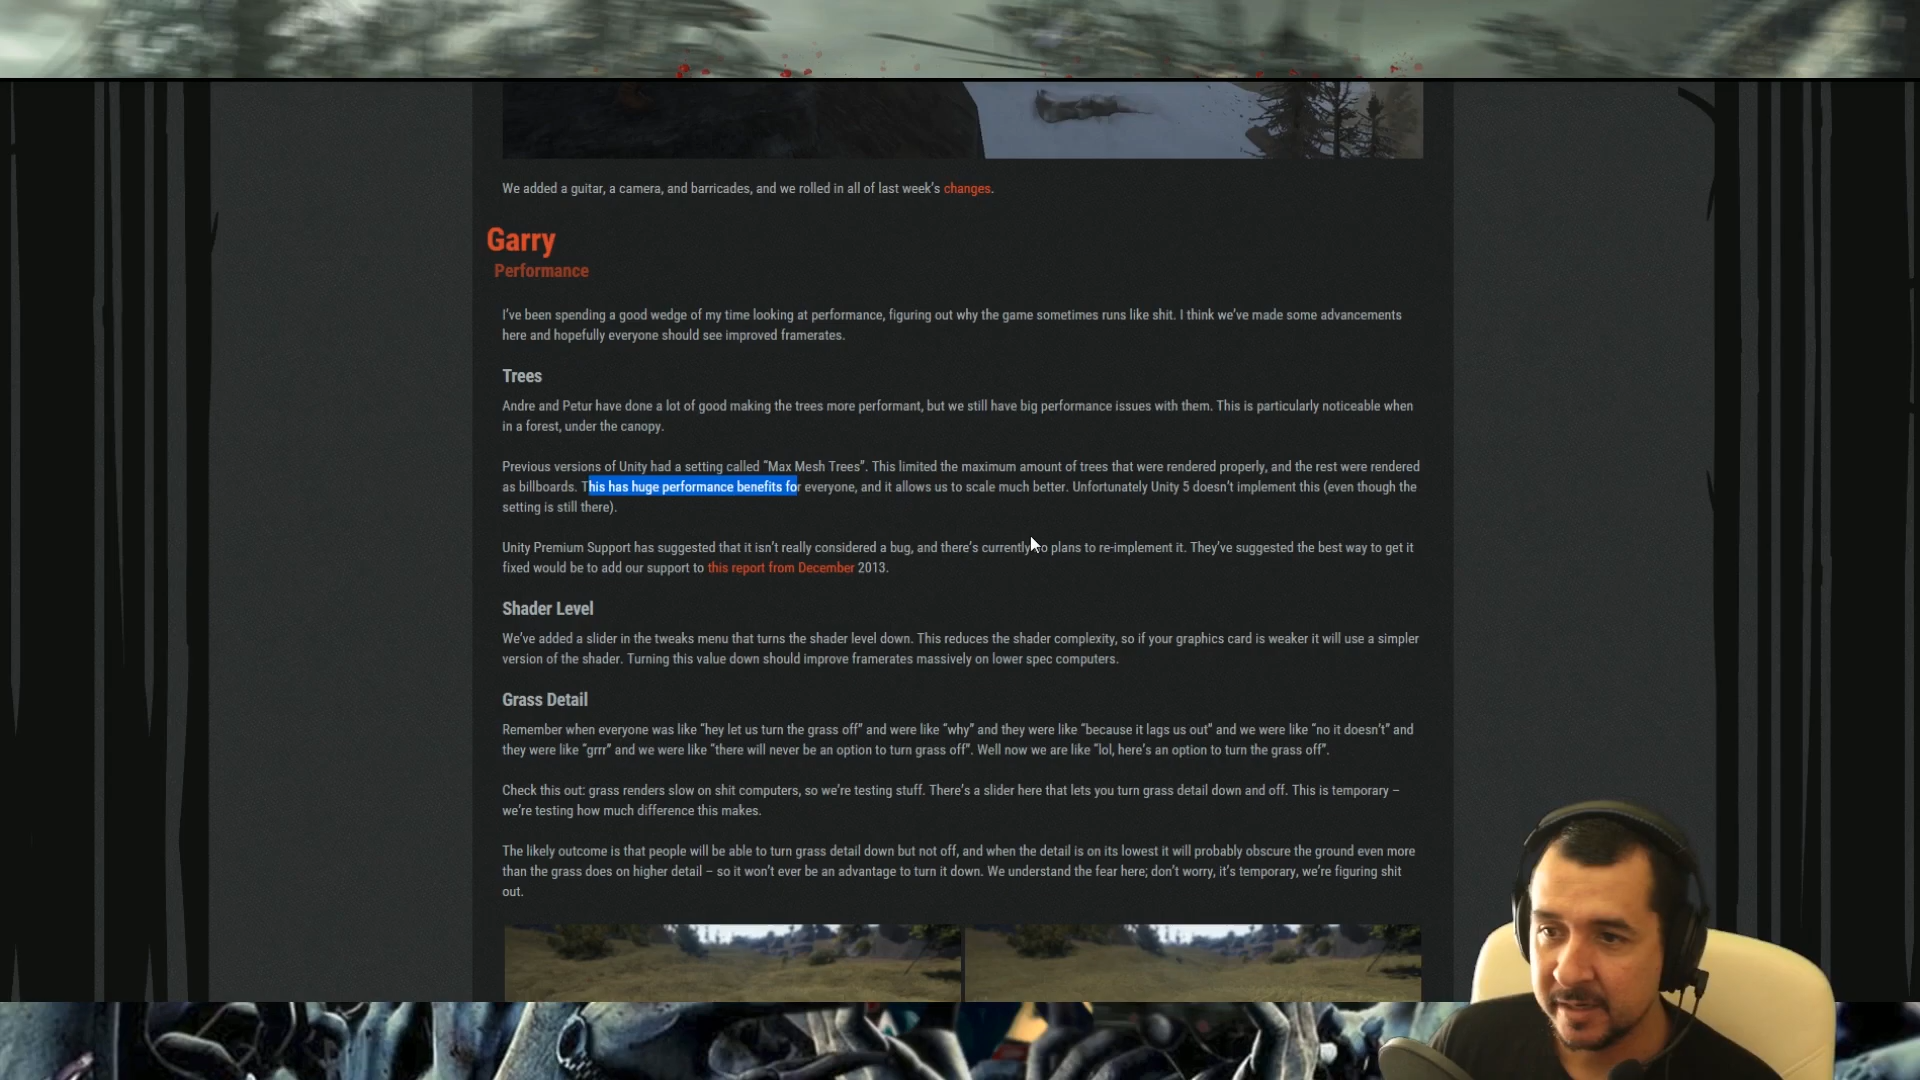 We added a guitar, a camera, and barricades, and we rolled in all of last week's changes.
Garry
Performance
I've been spending a good wedge of my time looking at performance, figuring out why the game sometimes runs like shit. I think we've made some advancements
here and hopefully everyone should see improved framerates.
Trees
Andre and Petur have done a lot of good making the trees more performant, but we still have big performance issues with them. This is particularly noticeable when
in a forest, under the canopy.
Previous versions of Unity had a setting called “Max Mesh Trees”. This limited the maximum amount of trees that were rendered properly, and the rest were rendered
as billboards. This has huge performance benefits for everyone, and it allows us to scale much better. Unfortunately Unity 5 doesn't implement this (even though the
setting is still there).
Unity Premium Support has suggested that it isn't really considered a bug, and there's currently no plans to re-implement it. They've suggested the best way to get it
fixed would be to add our support to this report from December 2013.
Shader Level
We've added a slider in the tweaks menu that turns the shader level down. This reduces the shader complexity, so if your graphics card is weaker it will use a simpler
version of the shader. Turning this value down should improve framerates massively on lower spec computers.
Grass Detail
Remember when everyone was like “hey let us turn the grass off” and were like “why” and they were like “because it lags us out” and we were like “no it doesn't” and
they were like “grrr” and we were like “there will never be an option to turn grass off”. Well now we are like “lol, here's an option to turn the grass off”.
Check this out: grass renders slow on shit computers, so we're testing stuff. There's a slider here that lets you turn grass detail down and off. This is temporary –
we're testing how much difference this makes.
The likely outcome is that people will be able to turn grass detail down but not off, and when the detail is on its lowest it will probably obscure the ground even more
than the grass does on higher detail – so it won't ever be an advantage to turn it down. We understand the fear here; don't worry, it's temporary, we're figuring shit
out.